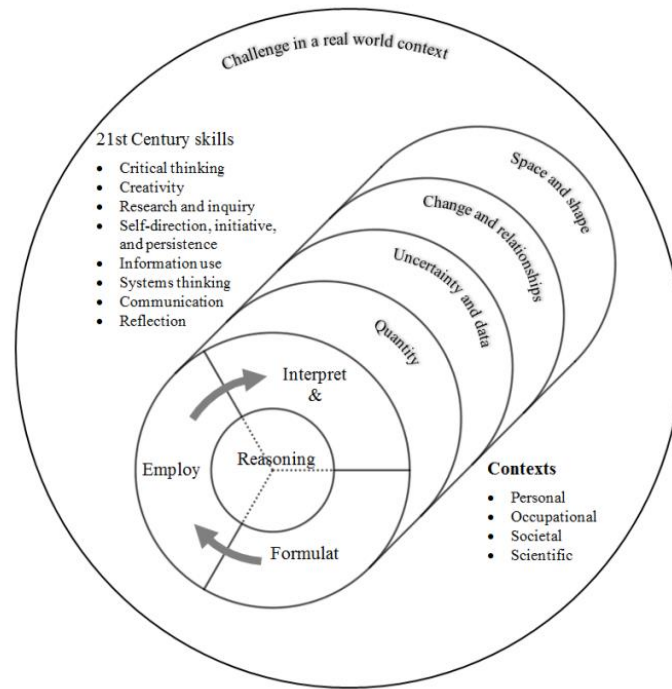 Challenge in a real world context
21st Century skills
• Critical thinking
• Creativity
• Research and inquiry
• Self-direction, initiative,
and persistence
• Information use
• Systems thinking
• Communication
• Reflection
Space and shape
Change and relationships
Uncertainty and data
Quantity
Interpret
&
Reasoning
Employ
Formulat
Contexts
• Personal
• Occupational
• Societal
• Scientific